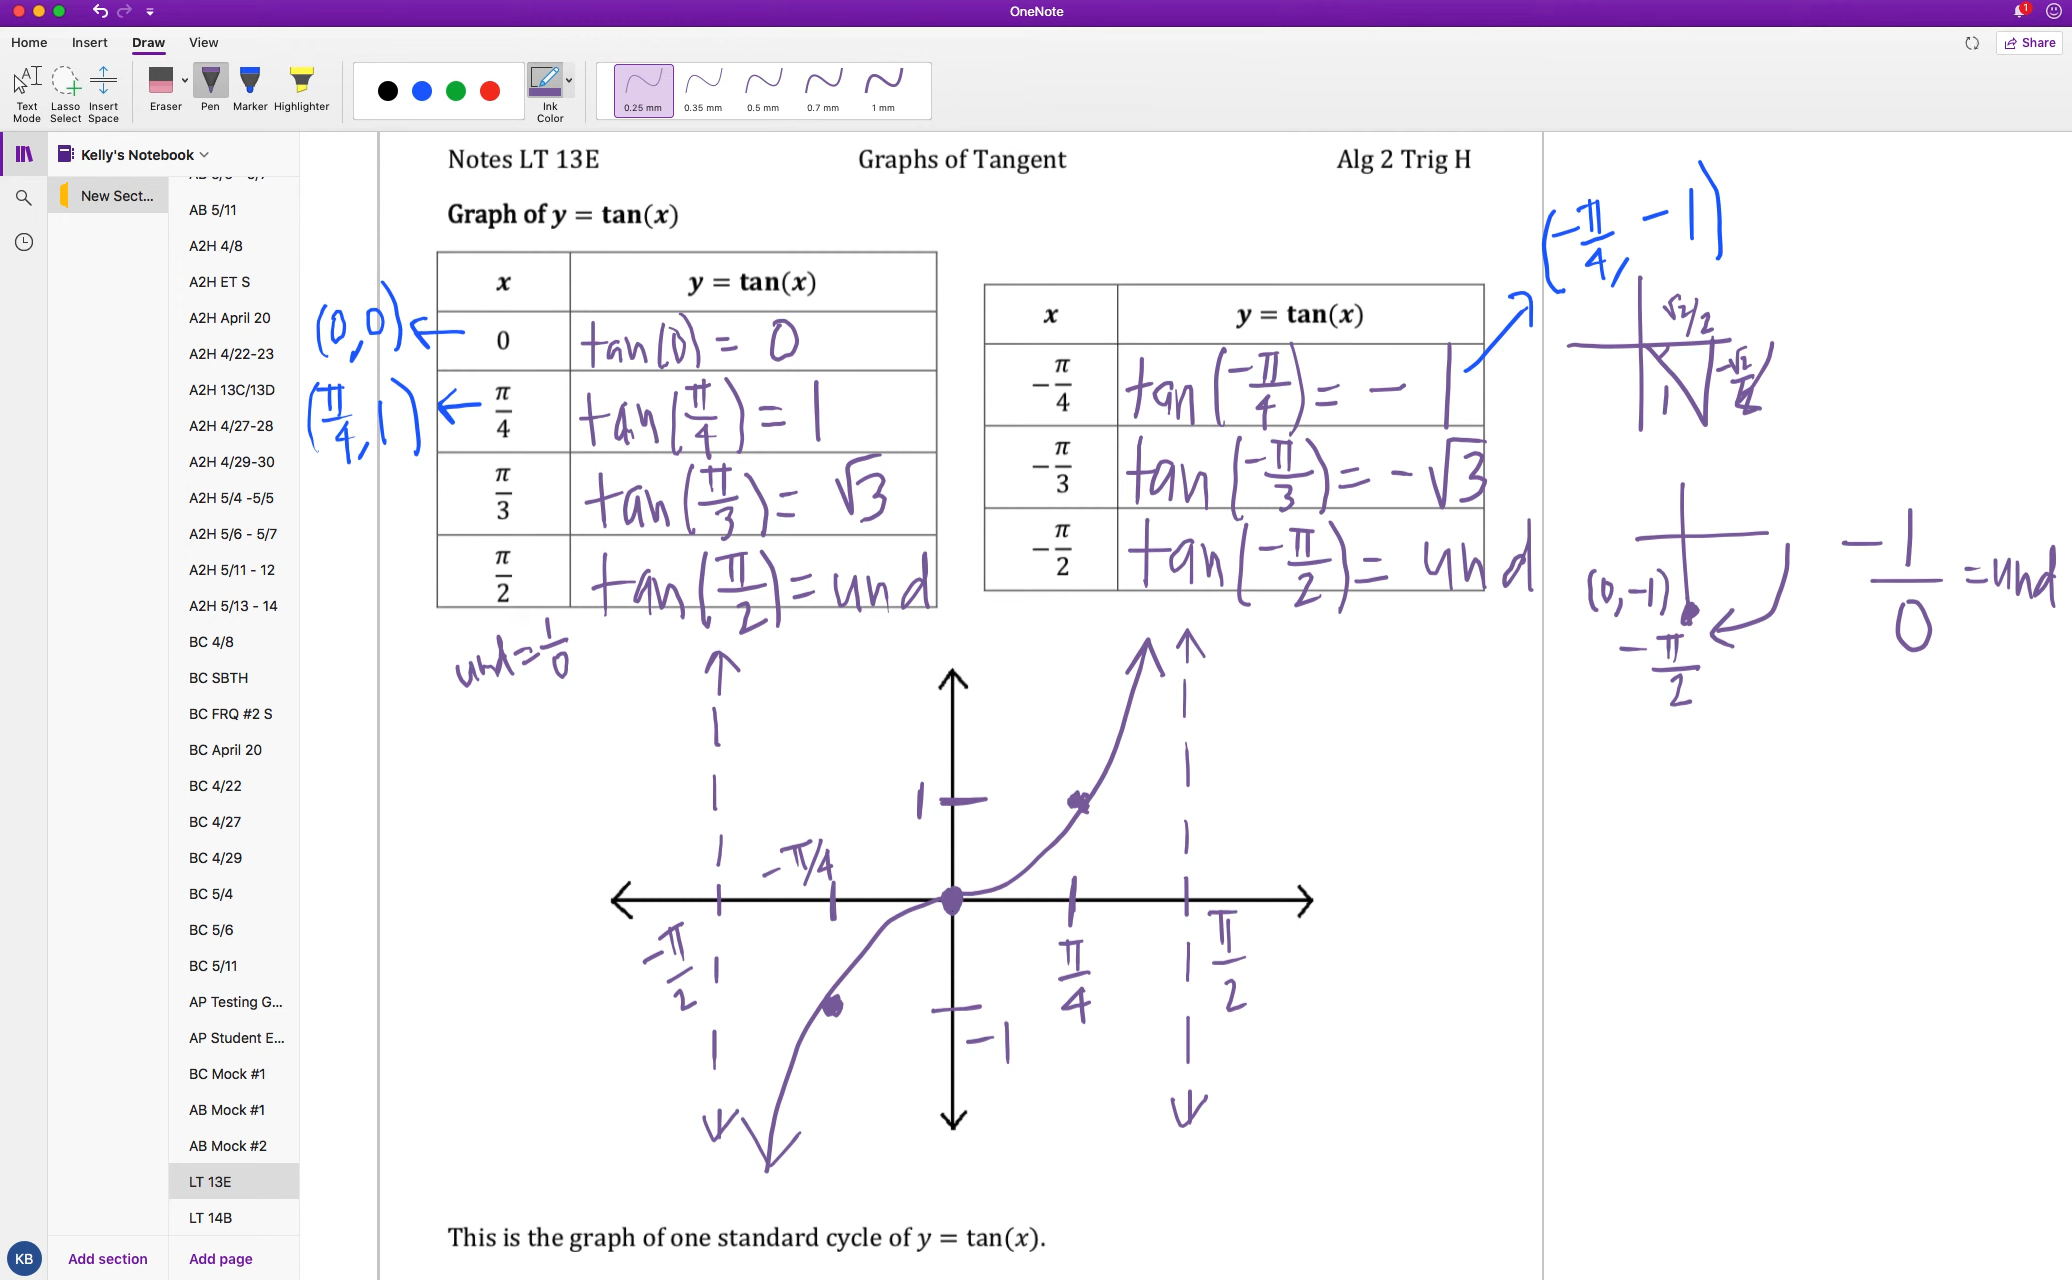 OneNote
1
Home Insert Draw View
Share
Text Mode
Lasso Select
Insert Space
Eraser
Pen
Marker
Highlighter
Ink Color
0.25 mm
0.35 mm
0.5 mm
0.7 mm
1 mm
Kelly's Notebook
New Sect...
AB 5/11
A2H 4/8
A2H ET S
A2H April 20
A2H 4/22-23
A2H 13C/13D
A2H 4/27-28
A2H 4/29-30
A2H 5/4 -5/5
A2H 5/6 - 5/7
A2H 5/11 - 12
A2H 5/13 - 14
BC 4/8
BC SBTH
BC FRQ #2 S
BC April 20
BC 4/22
BC 4/27
BC 4/29
BC 5/4
BC 5/6
BC 5/11
AP Testing G...
AP Student E...
BC Mock #1
AB Mock #1
AB Mock #2
LT 13E
LT 14B
KB
Add section
Add page
Notes LT 13E Graphs of Tangent Alg 2 Trig H
Graph of y = tan(x)
x y = tan(x)
(0,0) 0 tan(0) = 0
(π/4, 1) π/4 tan(π/4) = 1
π/3 tan(π/3) = √3
π/2 tan(π/2) = und
und = 1/0
x y = tan(x)
-π/4 tan(-π/4) = -1
-π/3 tan(-π/3) = -√3
-π/2 tan(-π/2) = und
(-π/4, -1)
√2/2
-√2/2
1
(0,-1)
-π/2
-1/0 = und
1
-π/4
-π/2
π/4
π/2
-1
This is the graph of one standard cycle of y = tan(x).